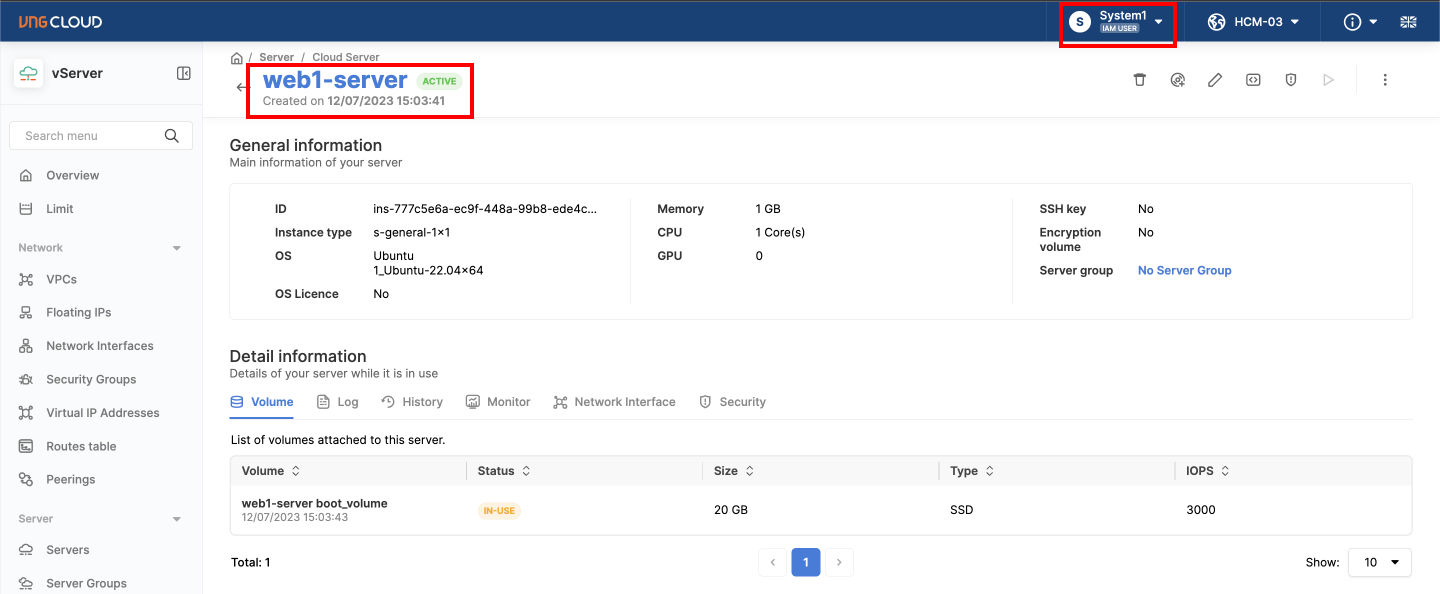 VNG CLOUD
S
System1
IAM USER
HCM-03
vServer
Search menu
Overview
Limit
Network
VPCs
Floating IPs
Network Interfaces
Security Groups
Virtual IP Addresses
Routes table
Peerings
Server
Servers
Server Groups
/ Server / Cloud Server
web1-server ACTIVE
Created on 12/07/2023 15:03:41
General information
Main information of your server
ID ins-777c5e6a-ec9f-448a-99b8-ede4c...
Instance type s-general-1x1
OS Ubuntu
1_Ubuntu-22.04x64
OS Licence No
Memory 1 GB
CPU 1 Core(s)
GPU 0
SSH key No
Encryption No
volume
Server group No Server Group
Detail information
Details of your server while it is in use
Volume Log History Monitor Network Interface Security
List of volumes attached to this server.
Volume Status Size Type IOPS
web1-server boot_volume IN-USE 20 GB SSD 3000
12/07/2023 15:03:43
Total: 1 < 1 > Show: 10